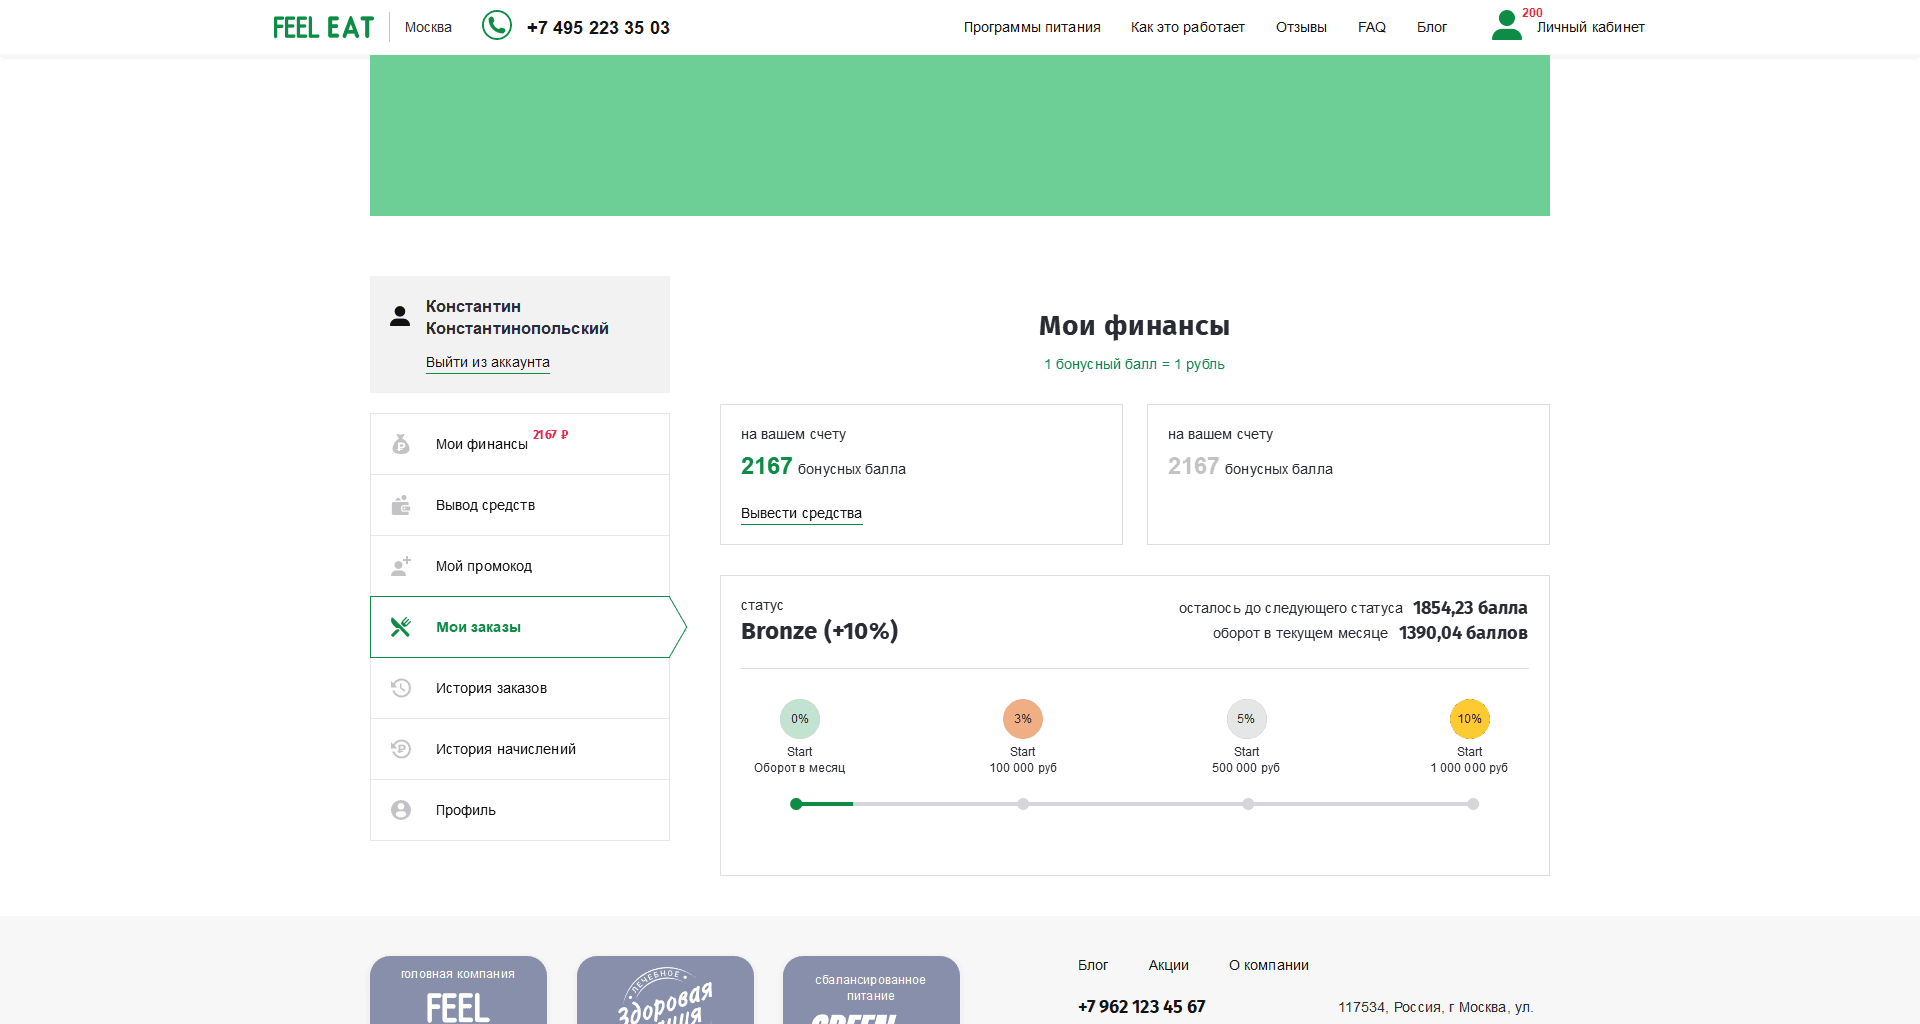 FEEL EAT
Москва
+7 495 223 35 03
Программы питания
Как это работает
Отзывы
FAQ
Блог
200
Личный кабинет
Константин
Константинопольский
Выйти из аккаунта
Мои финансы 2167 ₽
Вывод средств
Мой промокод
Мои заказы
История заказов
История начислений
Профиль
Мои финансы
1 бонусный балл = 1 рубль
на вашем счету
2167 бонусных балла
Вывести средства
на вашем счету
2167 бонусных балла
статус
Bronze (+10%)
осталось до следующего статуса 1854,23 балла
оборот в текущем месяце 1390,04 баллов
0%
Start
Оборот в месяц
3%
Start
100 000 руб
5%
Start
500 000 руб
10%
Start
1 000 000 руб
головная компания
FEEL
ЛЕЧЕБНОЕ
Здоровая
сбалансированное
питание
GREEN
Блог
Акции
О компании
+7 962 123 45 67
117534, Россия, г Москва, ул.